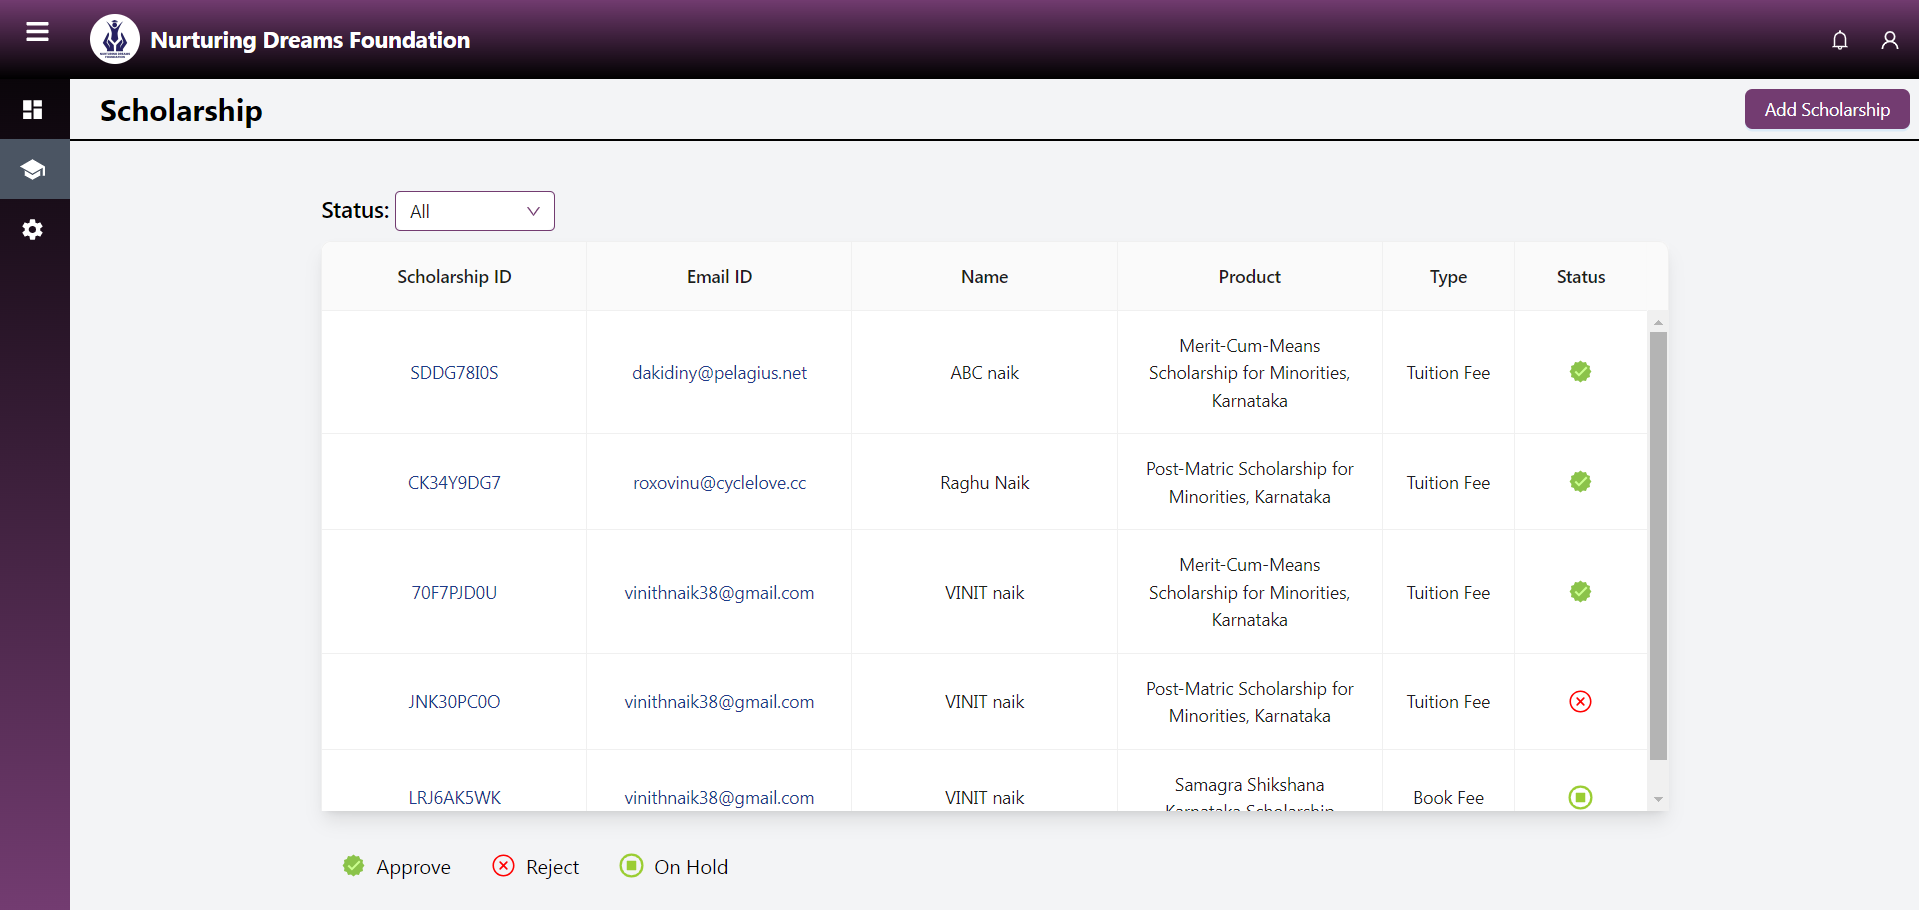 Nurturing Dreams Foundation
Scholarship
Add Scholarship
Status: All
Scholarship ID Email ID Name Product Type Status
SDDG78I0S dakidiny@pelagius.net ABC naik Merit-Cum-Means Scholarship for Minorities, Karnataka Tuition Fee
CK34Y9DG7 roxovinu@cyclelove.cc Raghu Naik Post-Matric Scholarship for Minorities, Karnataka Tuition Fee
70F7PJD0U vinithnaik38@gmail.com VINIT naik Merit-Cum-Means Scholarship for Minorities, Karnataka Tuition Fee
JNK30PC0O vinithnaik38@gmail.com VINIT naik Post-Matric Scholarship for Minorities, Karnataka Tuition Fee
LRJ6AK5WK vinithnaik38@gmail.com VINIT naik Samagra Shikshana Karnataka Scholarship Book Fee
Approve Reject On Hold